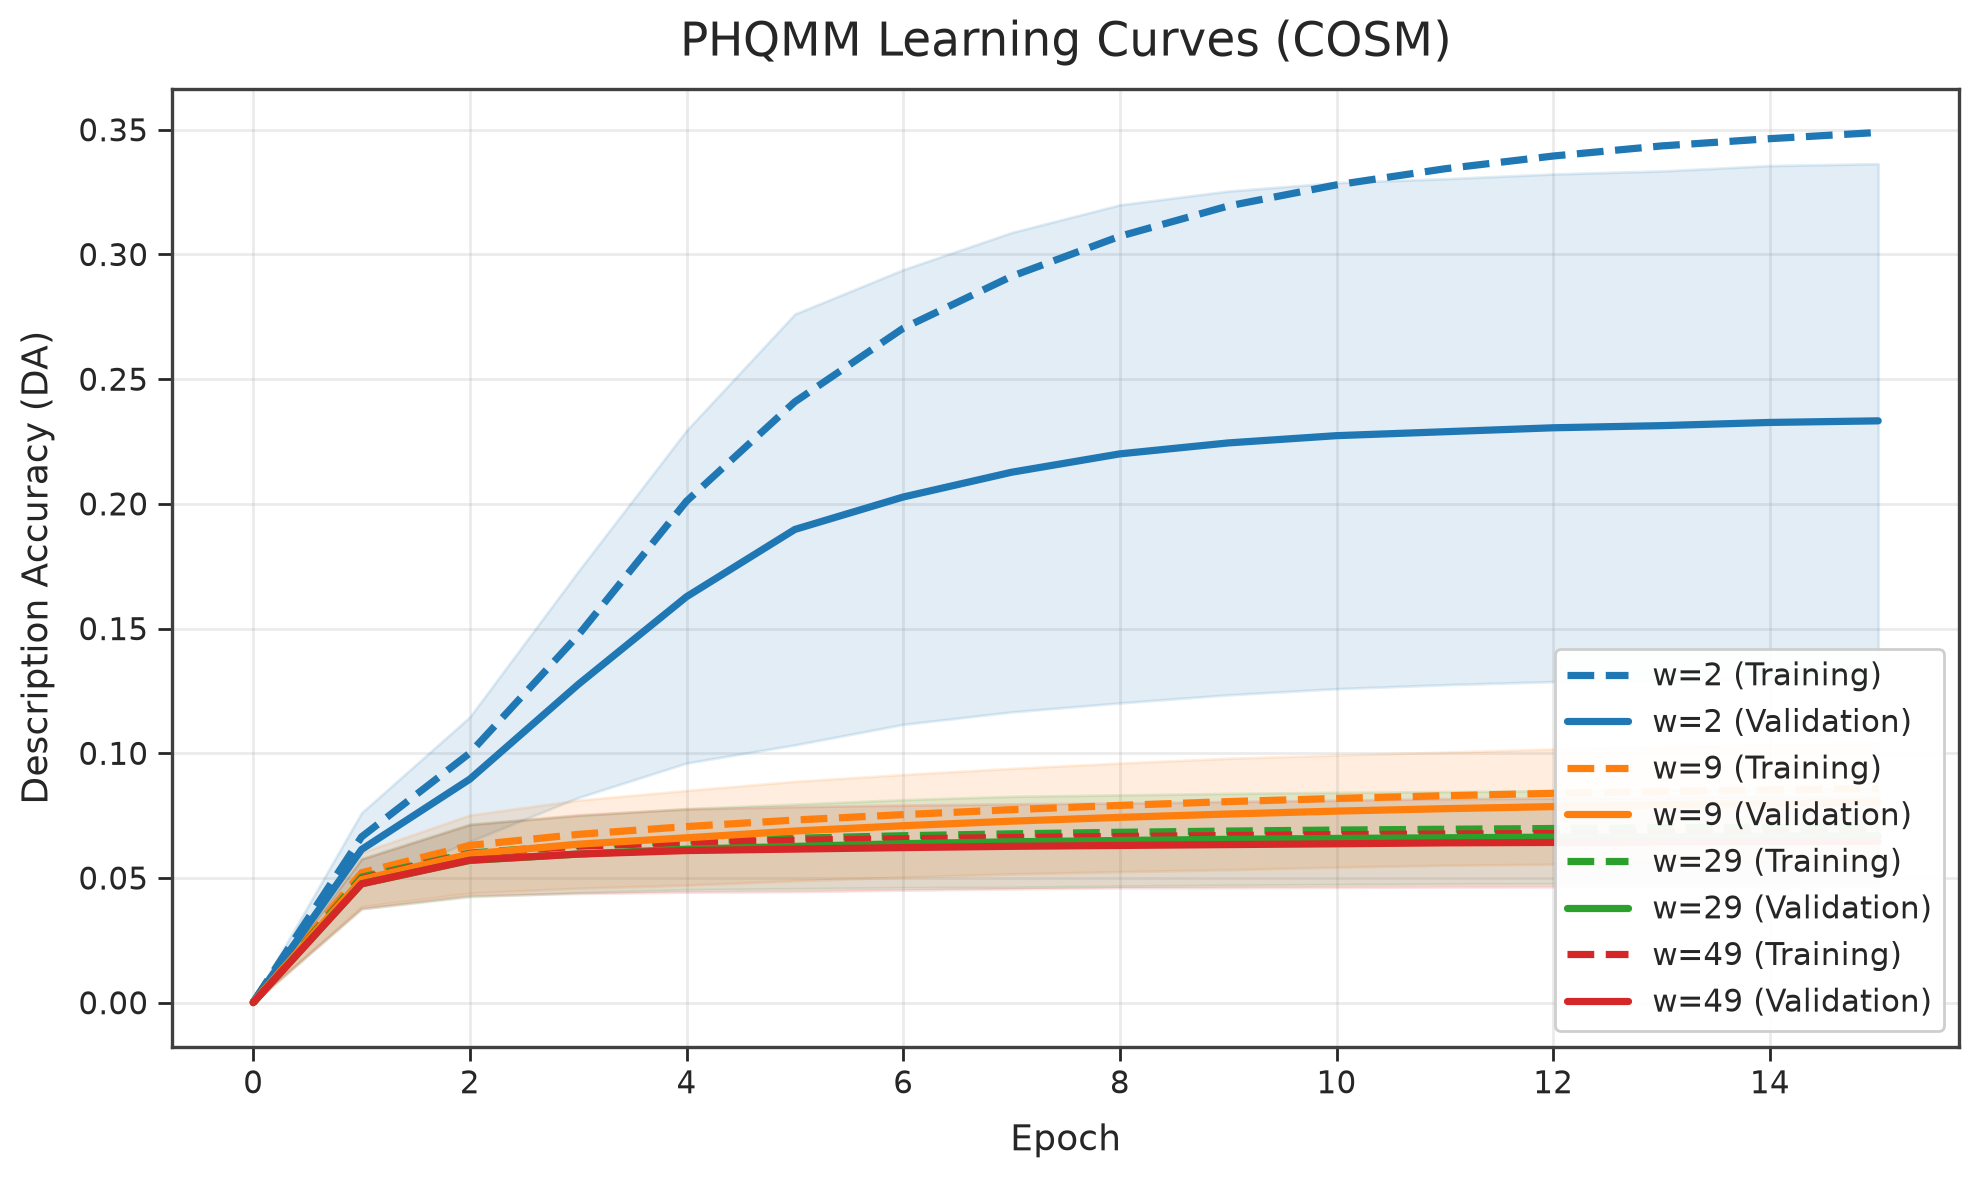 PHQMM Learning Curves (COSM)
Description Accuracy (DA)
0.35
0.30
0.25
0.20
0.15
0.10
0.05
0.00
w=2 (Training)
w=2 (Validation)
w=9 (Training)
w=9 (Validation)
w=29 (Training)
w=29 (Validation)
w=49 (Training)
w=49 (Validation)
0 2 4 6 8 10 12 14
Epoch